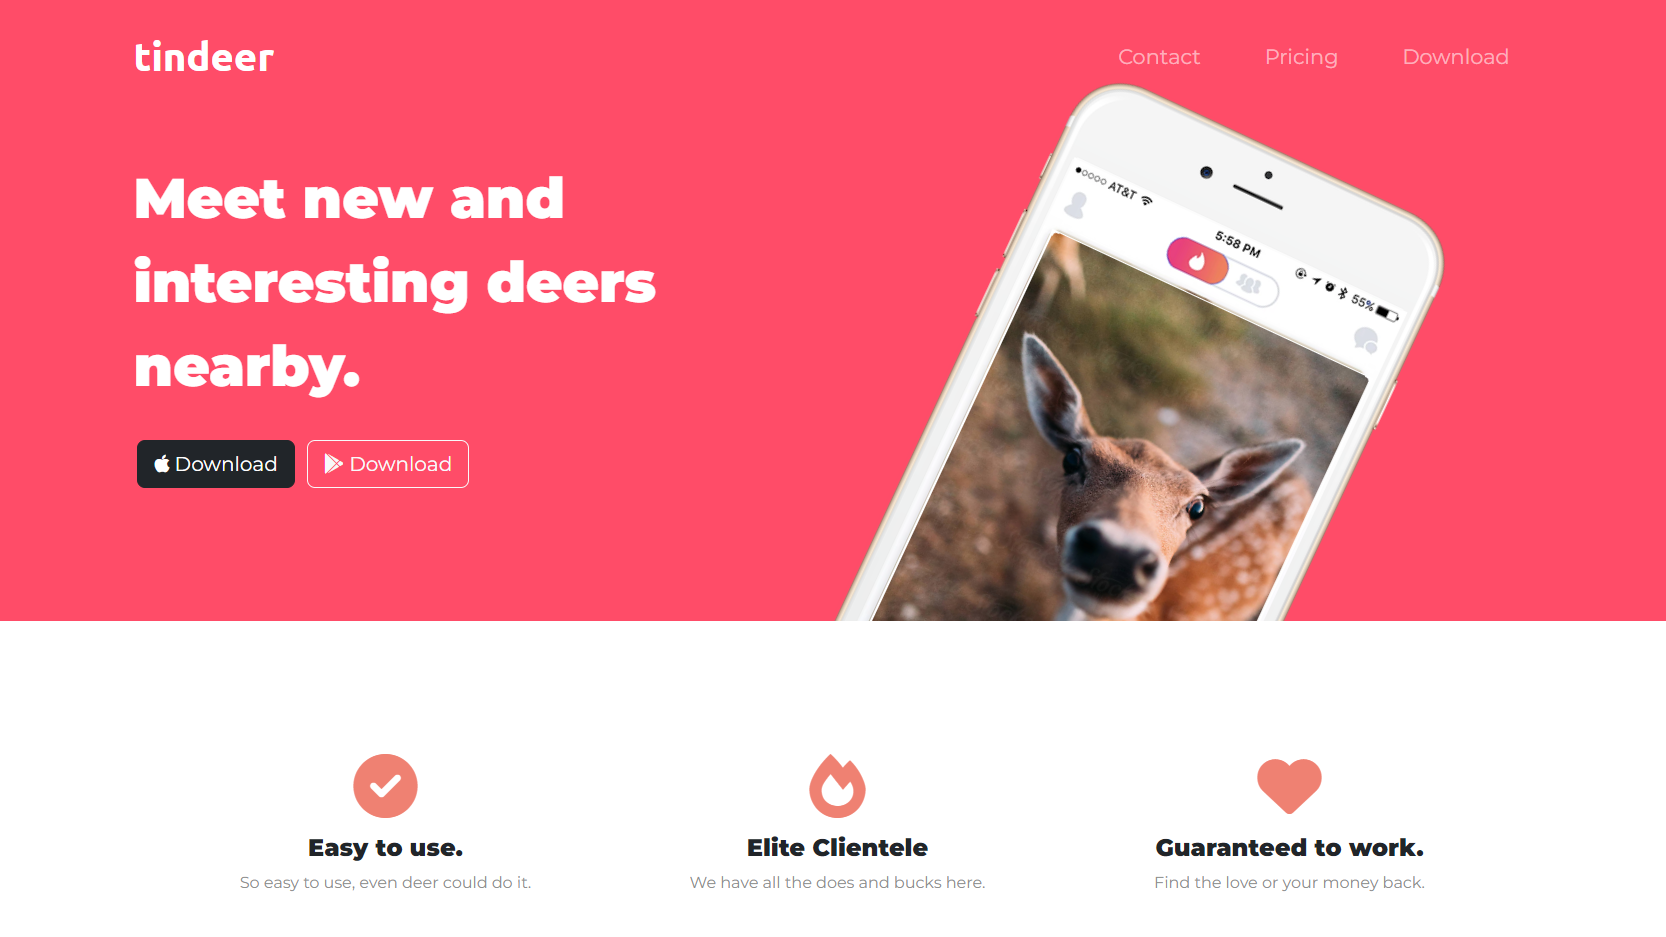 tindeer
Contact
Pricing
Download
Meet new and
interesting deers
nearby.
Download
Download
AT&T
5:58 PM
55%
Easy to use.
So easy to use, even deer could do it.
Elite Clientele
We have all the does and bucks here.
Guaranteed to work.
Find the love or your money back.